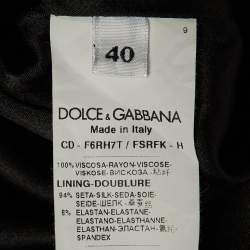 9
40
DOLCE & GABBANA
Made in Italy
CD - F6RH7T / FSRFK - H
100% VISCOSA-RAYON-VISCOSE-
VISKOSE-ВИСКОЗА-
LINING-DOUBLURE
94% SETA-SILK-SEDA-SOIE-
SEIDE-ШЕЛК-
6% ELASTAN-ELASTANE-
ELASTANO-ELASTHANNE-
ELASTHAN-ЭЛАСТАН-
SPANDEX